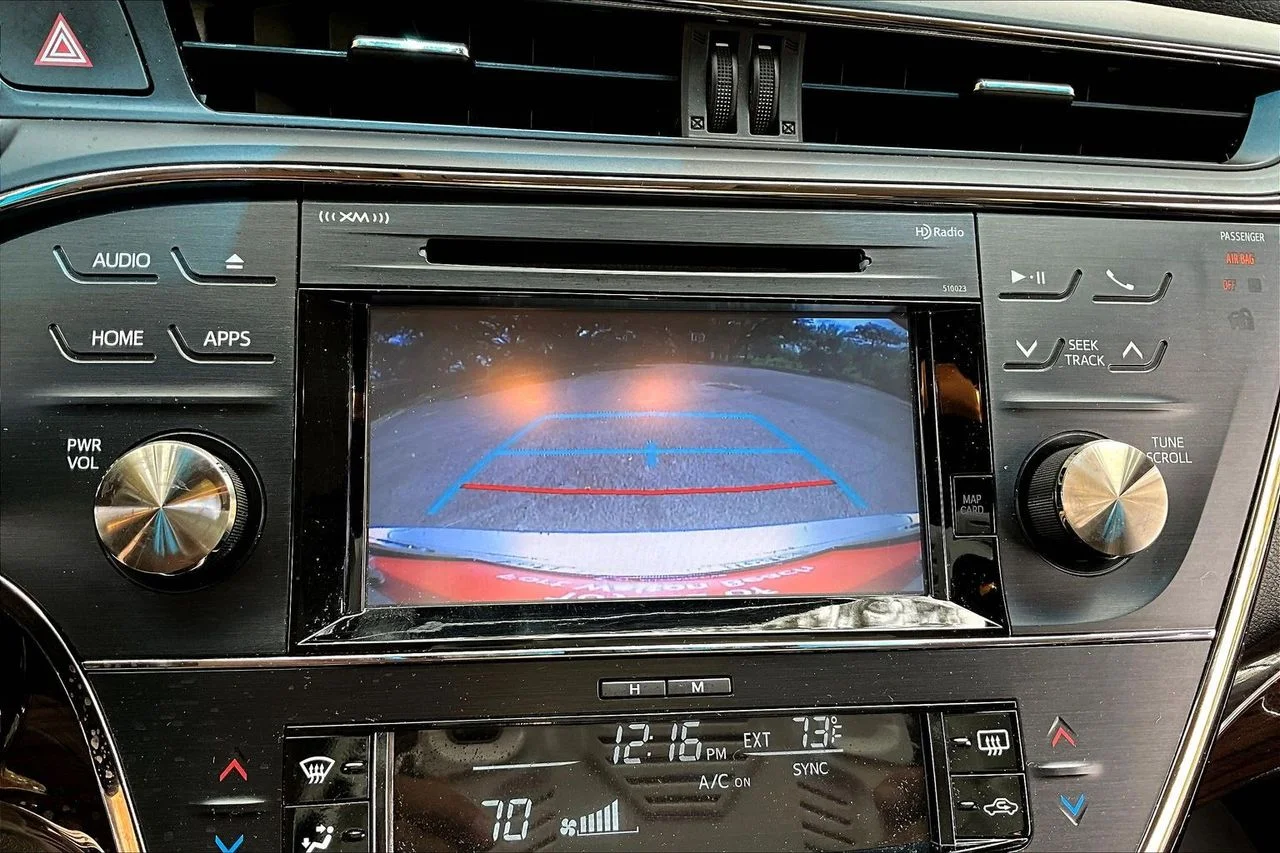 ((( XM )))
HD Radio
510023
AUDIO
HOME
APPS
PWR
VOL
PASSENGER
AIR BAG
OFF
SEEK
TRACK
TUNE
SCROLL
MAP
CARD
H
M
12:16 PM
EXT 73°F
A/C ON
SYNC
70